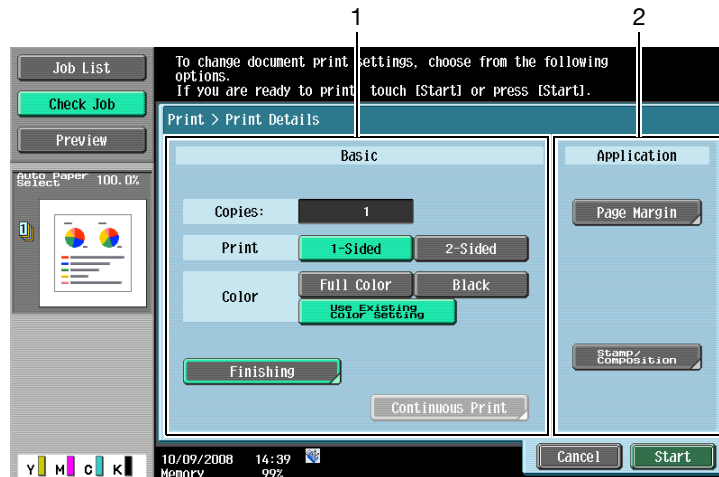 1
2
Job List
To change document print settings, choose from the following
options.
If you are ready to print, touch [Start] or press [Start].
Check Job
Preview
Print > Print Details
Basic
Application
Auto Paper
Select
100.0%
Copies:
1
Page Margin
1
Print
1-Sided
2-Sided
Color
Full Color
Black
Use Existing
Color Setting
Stamp/
Composition
Finishing
Continuous Print
10/09/2008
14:39
Cancel
Start
Y
M
C
K
Memory
99%